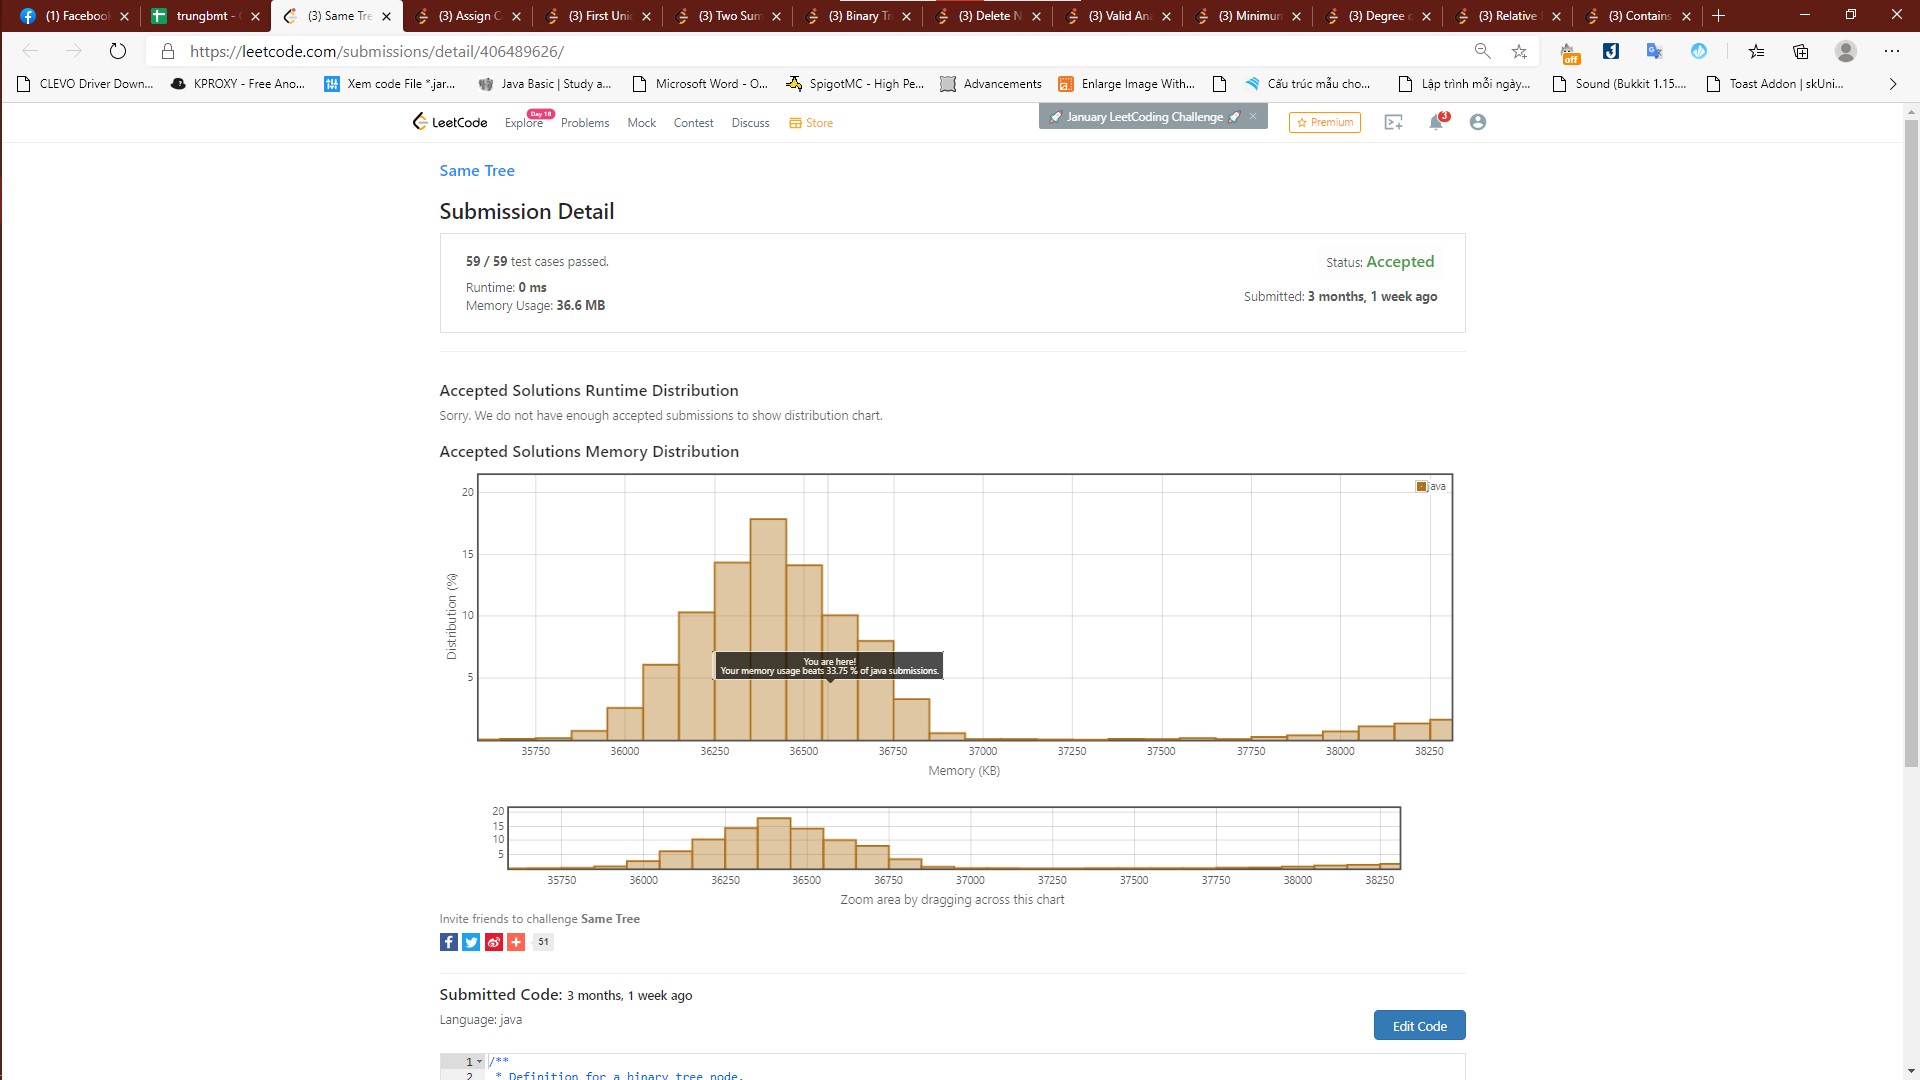 (1) Facebook
trungbmt -
(3) Same Tre
(3) Assign C
(3) First Uni
(3) Two Sum
(3) Binary Tr
(3) Delete N
(3) Valid An
(3) Minimum
(3) Degree o
(3) Relative
(3) Contains
https://leetcode.com/submissions/detail/406489626/
off
CLEVO Driver Down...
KPROXY - Free Ano...
Xem code File *.jar...
Java Basic | Study a...
Microsoft Word - O...
SpigotMC - High Pe...
Advancements
Enlarge Image With...
Cấu trúc mẫu cho...
Lập trình mỗi ngày...
Sound (Bukkit 1.15....
Toast Addon | skUni...
LeetCode
Explore
Day 18
Problems
Mock
Contest
Discuss
Store
January LeetCoding Challenge
Premium
3
Same Tree
Submission Detail
59 / 59 test cases passed.
Status: Accepted
Runtime: 0 ms
Memory Usage: 36.6 MB
Submitted: 3 months, 1 week ago
Accepted Solutions Runtime Distribution
Sorry. We do not have enough accepted submissions to show distribution chart.
Accepted Solutions Memory Distribution
java
20
15
10
5
Distribution (%)
You are here!
Your memory usage beats 33.75 % of java submissions.
35750 36000 36250 36500 36750 37000 37250 37500 37750 38000 38250
Memory (KB)
20
15
10
5
35750 36000 36250 36500 36750 37000 37250 37500 37750 38000 38250
Zoom area by dragging across this chart
Invite friends to challenge Same Tree
51
Submitted Code: 3 months, 1 week ago
Language: java
Edit Code
1 /**
2 * Definition for a binary tree node.